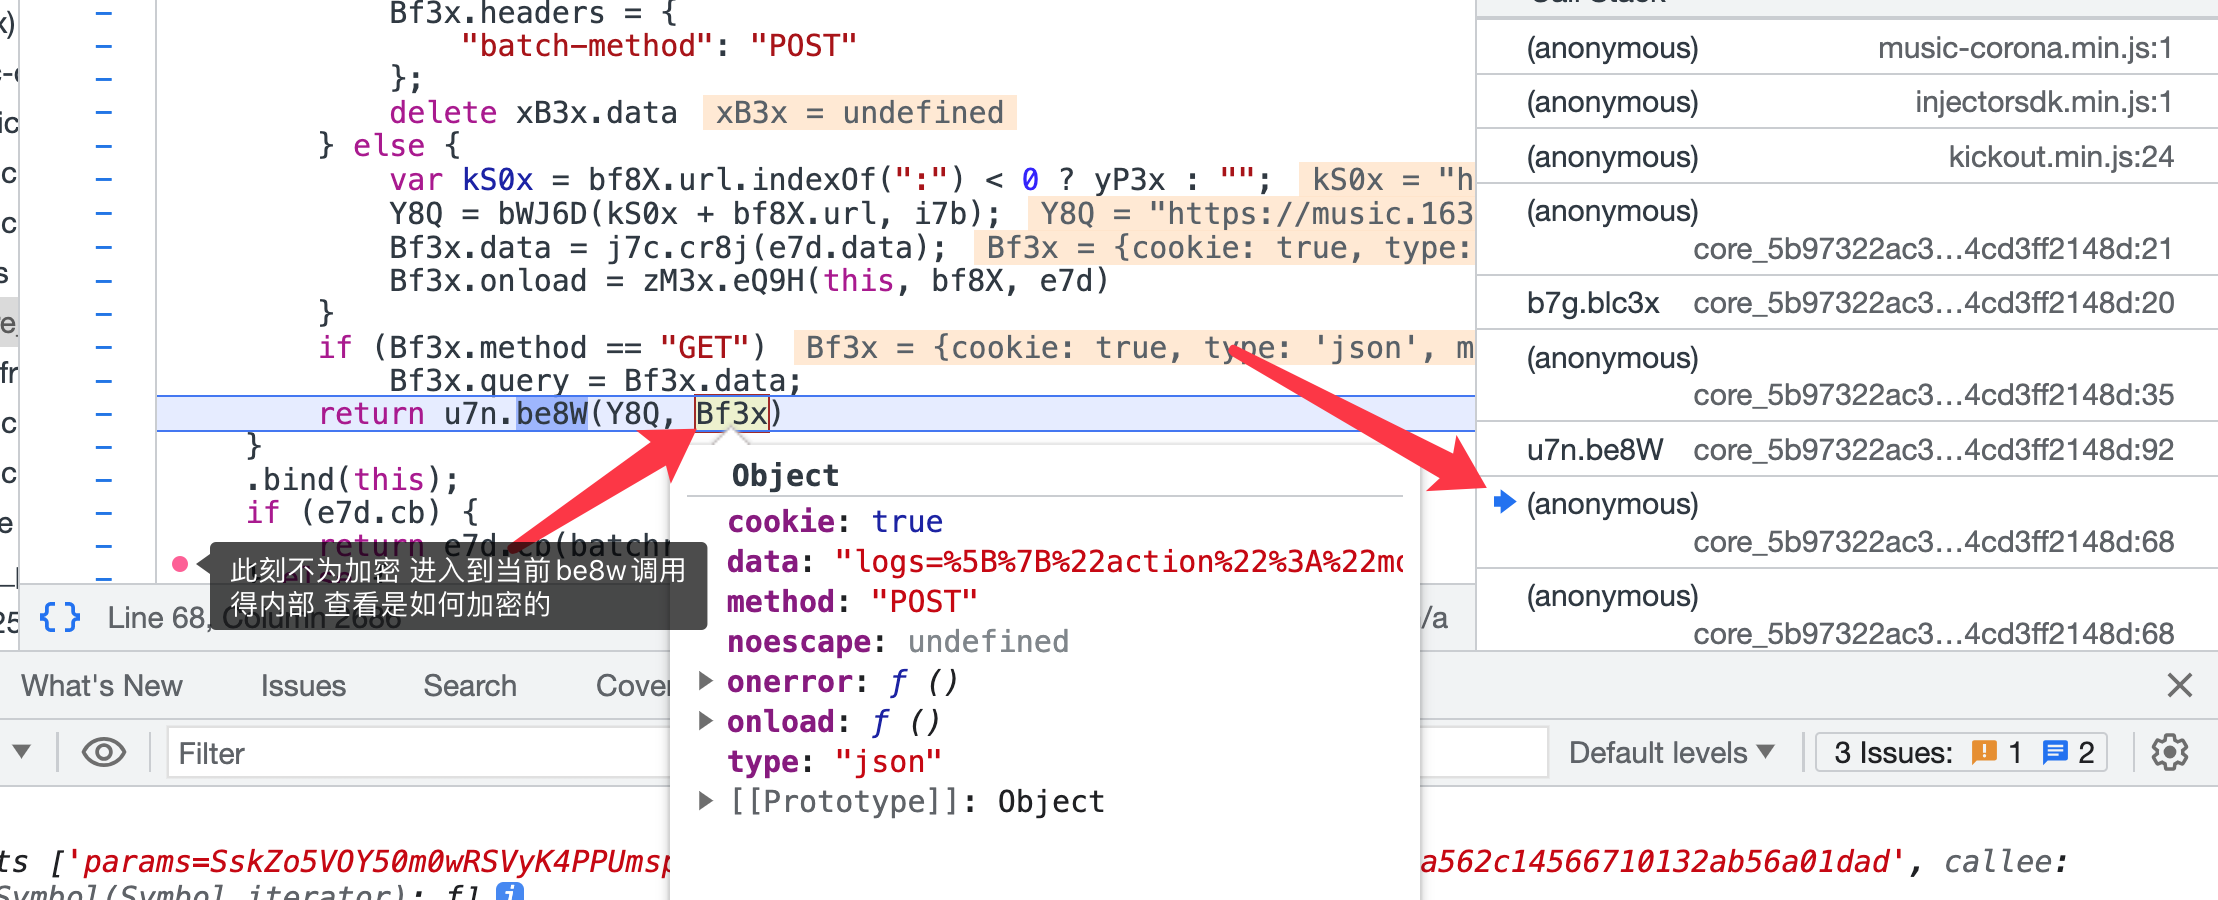 Bf3x.headers = {
"batch-method": "POST"
};
delete xB3x.data xB3x = undefined
} else {
var kS0x = bf8X.url.indexOf(":") < 0 ? yP3x : ""; kS0x = "h
Y8Q = bWJ6D(kS0x + bf8X.url, i7b); Y8Q = "https://music.163
Bf3x.data = j7c.cr8j(e7d.data); Bf3x = {cookie: true, type:
Bf3x.onload = zM3x.eQ9H(this, bf8X, e7d)
}
if (Bf3x.method == "GET") Bf3x = {cookie: true, type: 'json', m
Bf3x.query = Bf3x.data;
return u7n.be8W(Y8Q, Bf3x)
}
.bind(this);
if (e7d.cb) {
return e7d.cb(batchr
此刻不为加密 进入到当前be8w调用
得内部 查看是如何加密的
{} Line 68, Column 2686
/a
Object
cookie: true
data: "logs=%5B%7B%22action%22%3A%22mo
method: "POST"
noescape: undefined
onerror: ƒ ()
onload: ƒ ()
type: "json"
[[Prototype]]: Object
(anonymous) music-corona.min.js:1
(anonymous) injectorsdk.min.js:1
(anonymous) kickout.min.js:24
(anonymous)
core_5b97322ac3…4cd3ff2148d:21
b7g.blc3x core_5b97322ac3…4cd3ff2148d:20
(anonymous)
core_5b97322ac3…4cd3ff2148d:35
u7n.be8W core_5b97322ac3…4cd3ff2148d:92
(anonymous)
core_5b97322ac3…4cd3ff2148d:68
(anonymous)
core_5b97322ac3…4cd3ff2148d:68
What's New Issues Search Cover
Filter Default levels 3 Issues: 1 2
ts ['params=SskZo5VOY50m0wRSVyK4PPUmsp a562c14566710132ab56a01dad', callee:
Symbol(Symbol.iterator): f]